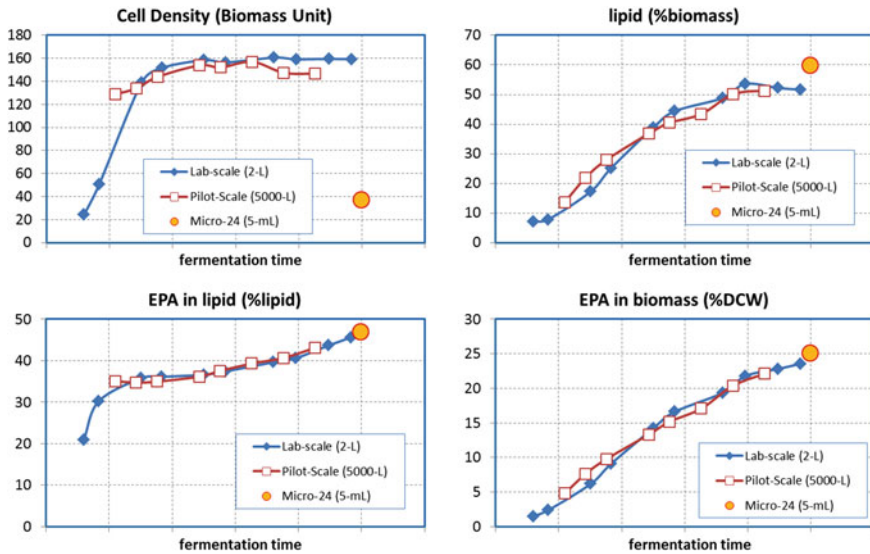 Cell Density (Biomass Unit)
180
160
140
120
100
80
60
40
20
0
Lab-scale (2-L)
Pilot-Scale (5000-L)
Micro-24 (5-mL)
fermentation time
lipid (%biomass)
70
60
50
40
30
20
10
0
Lab-scale (2-L)
Pilot-Scale (5000-L)
Micro-24 (5-mL)
fermentation time
EPA in lipid (%lipid)
50
40
30
20
10
0
Lab-scale (2-L)
Pilot-Scale (5000-L)
Micro-24 (5-mL)
fermentation time
EPA in biomass (%DCW)
30
25
20
15
10
5
0
Lab-scale (2-L)
Pilot-Scale (5000-L)
Micro-24 (5-mL)
fermentation time